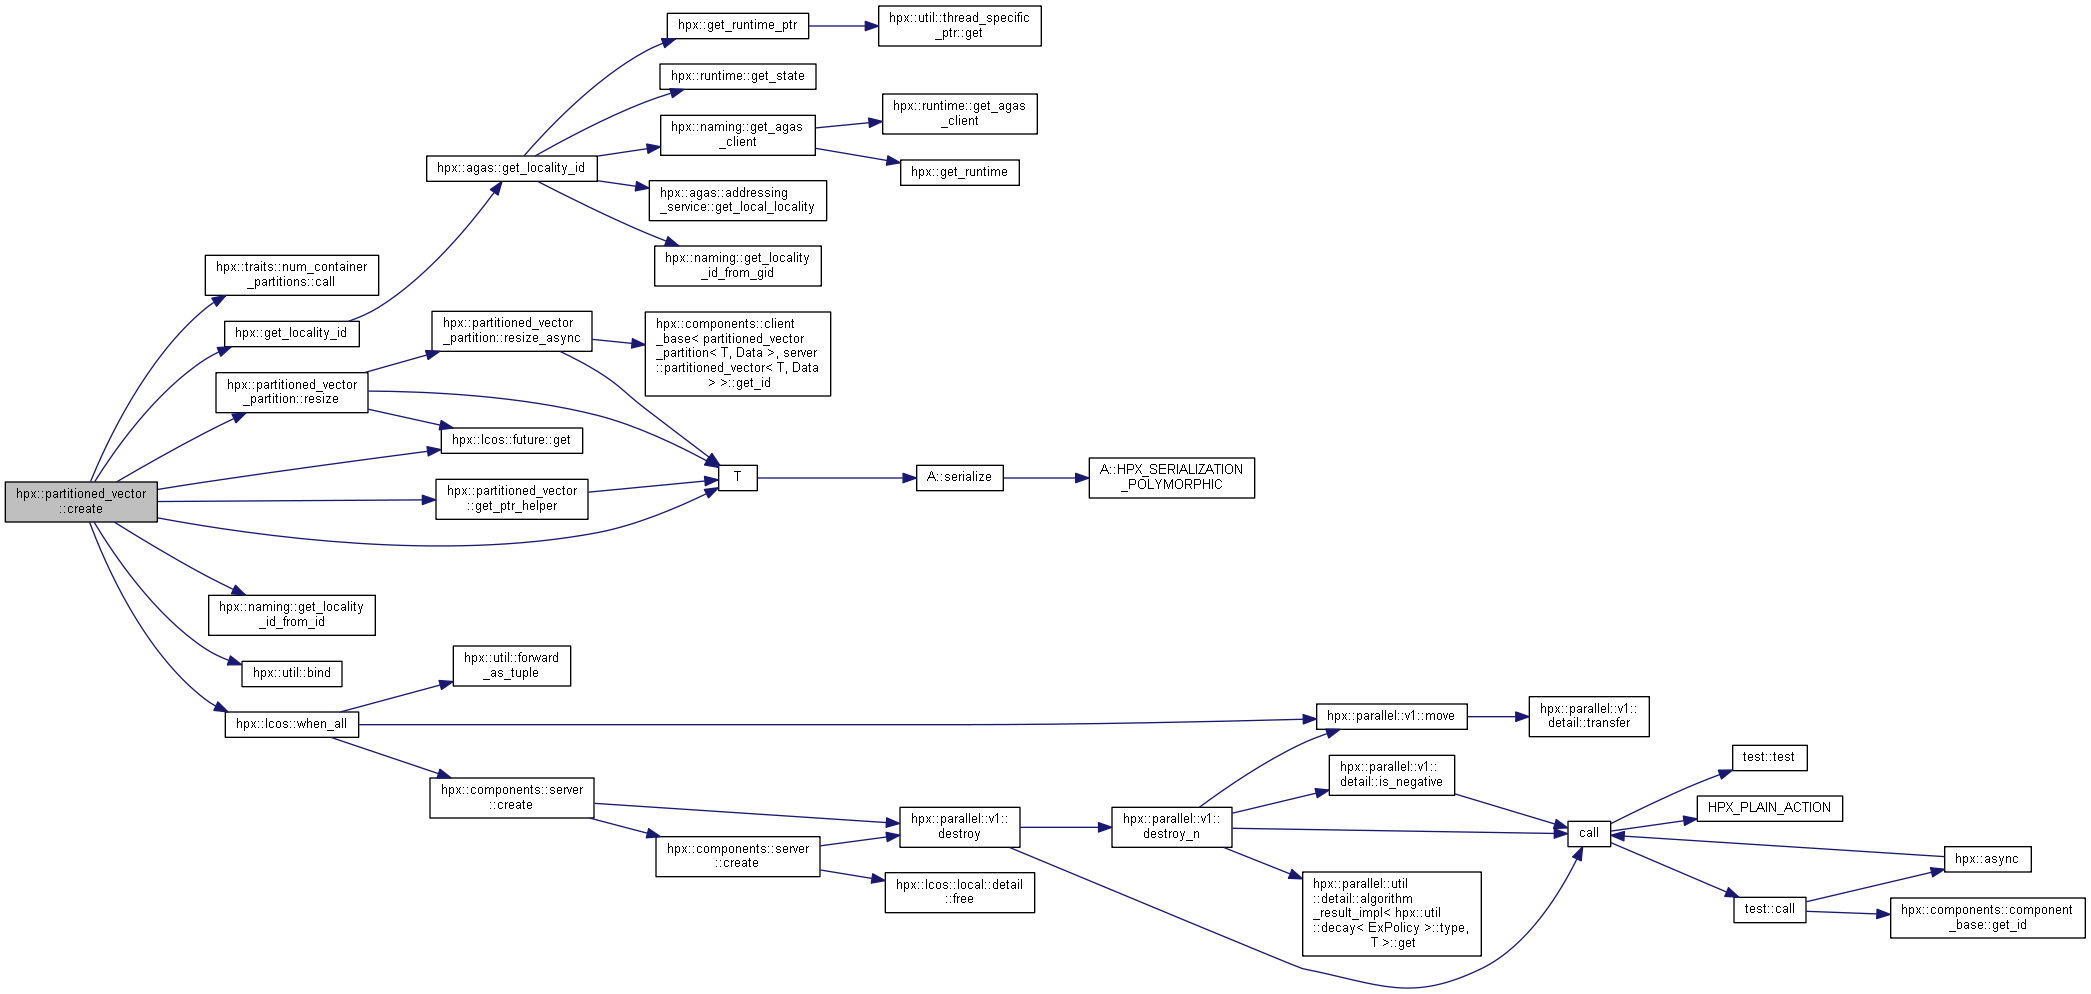 hpx::partitioned_vector
::create
hpx::traits::num_container
_partitions::call
hpx::get_locality_id
hpx::agas::get_locality_id
hpx::get_runtime_ptr
hpx::util::thread_specific
_ptr::get
hpx::runtime::get_state
hpx::naming::get_agas
_client
hpx::runtime::get_agas
_client
hpx::get_runtime
hpx::agas::addressing
_service::get_local_locality
hpx::naming::get_locality
_id_from_gid
hpx::partitioned_vector
_partition::resize
hpx::partitioned_vector
_partition::resize_async
hpx::components::client
_base< partitioned_vector
_partition< T, Data >, server
::partitioned_vector< T, Data
> >::get_id
hpx::lcos::future::get
hpx::partitioned_vector
::get_ptr_helper
T
A::serialize
A::HPX_SERIALIZATION
_POLYMORPHIC
hpx::naming::get_locality
_id_from_id
hpx::util::bind
hpx::lcos::when_all
hpx::util::forward
_as_tuple
hpx::components::server
::create
hpx::components::server
::create
hpx::parallel::v1::
destroy
hpx::lcos::local::detail
::free
hpx::parallel::v1::
destroy_n
hpx::parallel::v1::move
hpx::parallel::v1::
detail::transfer
hpx::parallel::v1::
detail::is_negative
hpx::parallel::util
::detail::algorithm
_result_impl< hpx::util
::decay< ExPolicy >::type,
T >::get
call
test::test
HPX_PLAIN_ACTION
test::call
hpx::async
hpx::components::component
_base::get_id